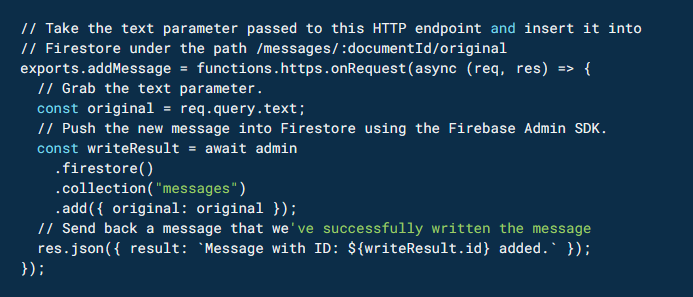 // Take the text parameter passed to this HTTP endpoint and insert it into
// Firestore under the path /messages/:documentId/original
exports.addMessage = functions.https.onRequest(async (req, res) => {
  // Grab the text parameter.
  const original = req.query.text;
  // Push the new message into Firestore using the Firebase Admin SDK.
  const writeResult = await admin
    .firestore()
    .collection("messages")
    .add({ original: original });
  // Send back a message that we've successfully written the message
  res.json({ result: `Message with ID: ${writeResult.id} added.` });
});